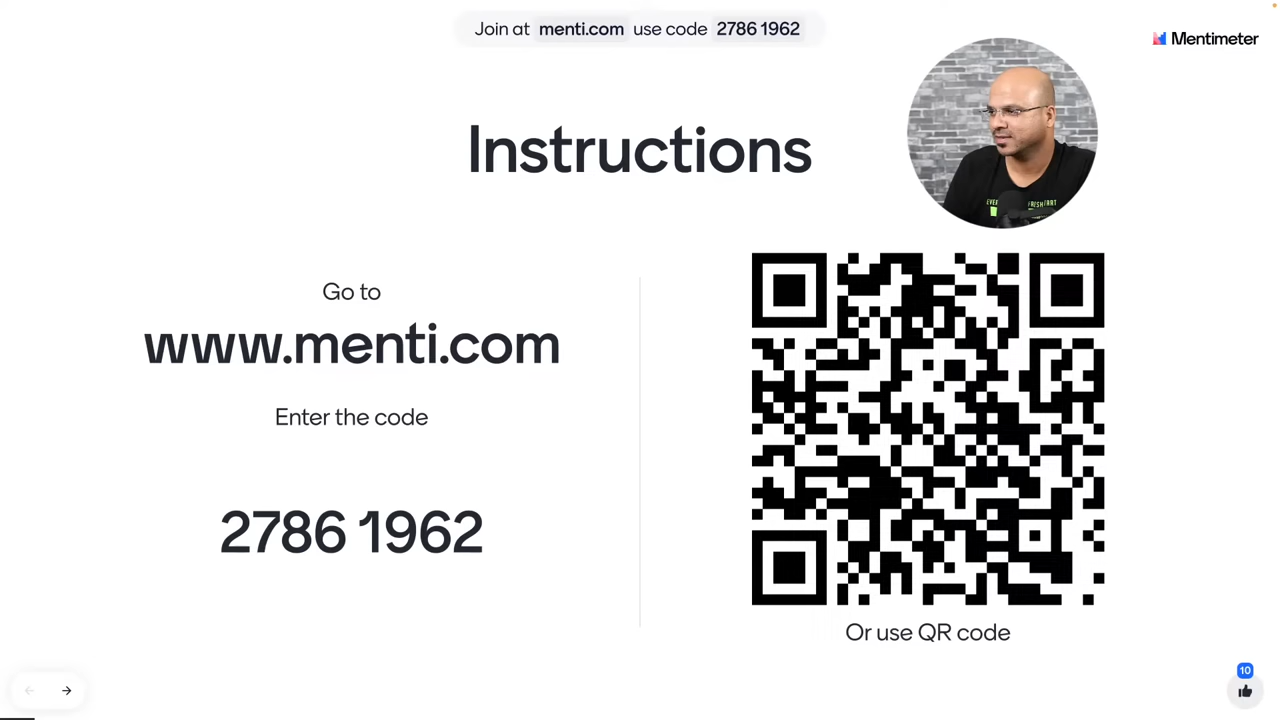 Join at menti.com use code 2786 1962
Mentimeter
Instructions
Go to
www.menti.com
Enter the code
2786 1962
Or use QR code
10